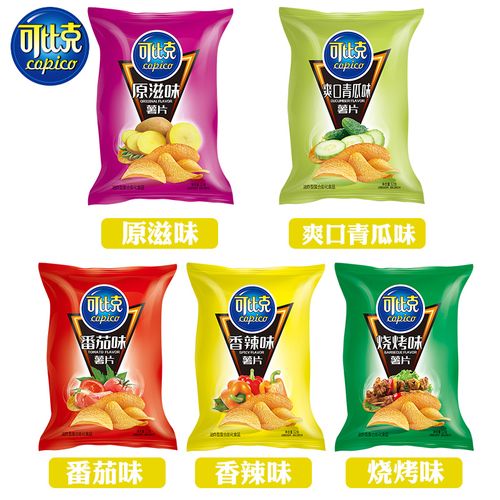 可比克
copico
可比克
copico
原滋味
ORIGINAL FLAVOR
薯片
可比克
copico
爽口青瓜味
CUCUMBER FLAVOR
薯片
原滋味
爽口青瓜味
可比克
copico
番茄味
TOMATO FLAVOR
薯片
可比克
copico
香辣味
SPICY FLAVOR
薯片
可比克
copico
烧烤味
BARBECUE FLAVOR
薯片
番茄味
香辣味
烧烤味